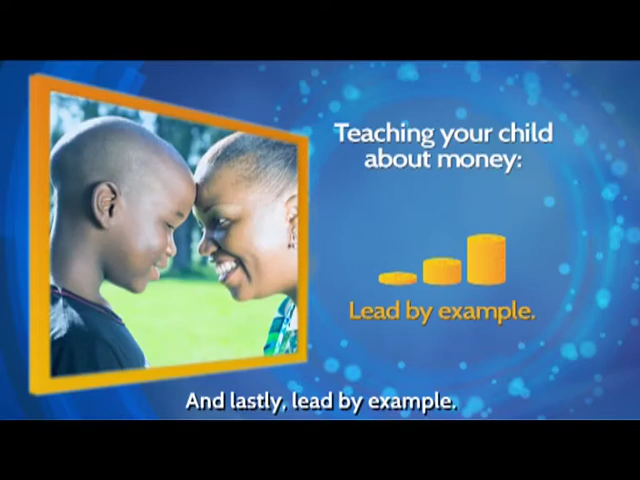 Teaching your child
about money:
Lead by example.
And lastly, lead by example.